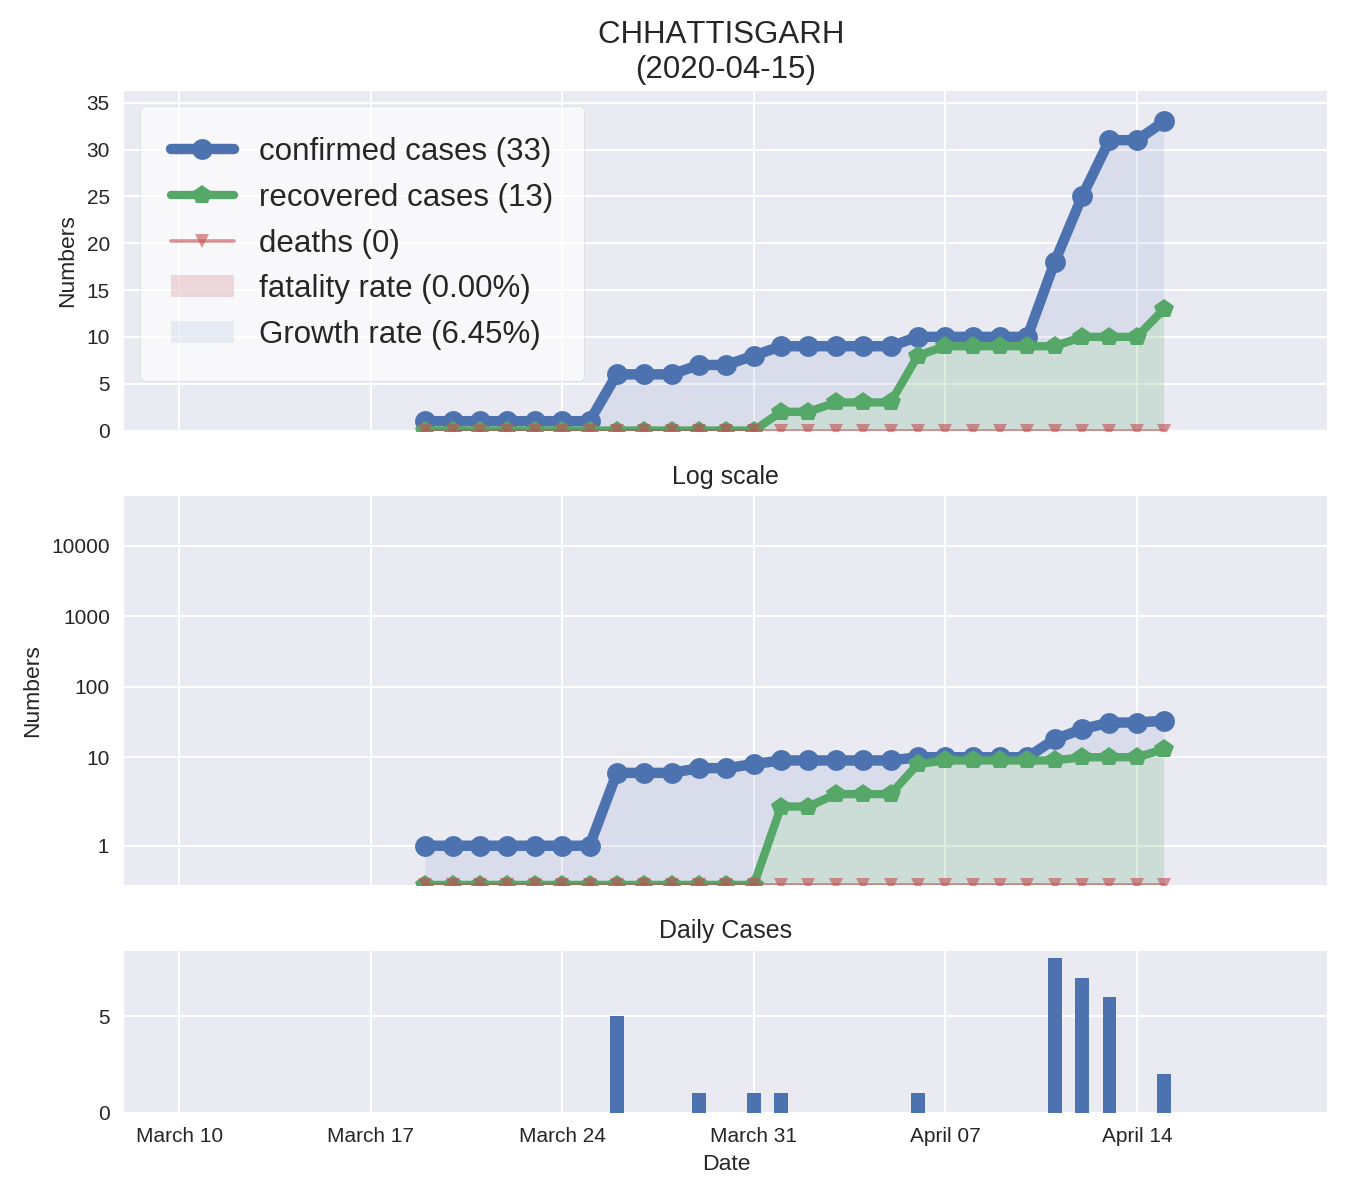 CHHATTISGARH
(2020-04-15)
35
30
25
20
15
10
5
0
Numbers
confirmed cases (33)
recovered cases (13)
deaths (0)
fatality rate (0.00%)
Growth rate (6.45%)
Log scale
10000
1000
100
10
1
Numbers
Daily Cases
5
0
March 10
March 17
March 24
March 31
April 07
April 14
Date